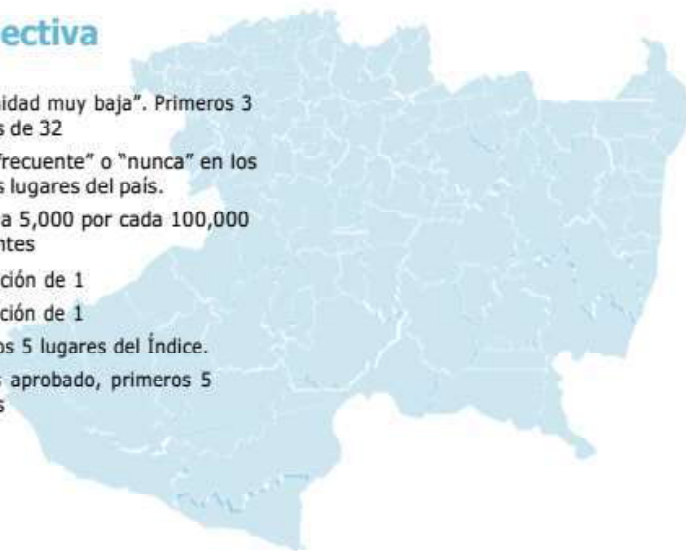 ectiva
idad muy baja”. Primeros 3
s de 32
frecuente” o “nunca” en los
s lugares del país.
a 5,000 por cada 100,000
ntes
ción de 1
ción de 1
os 5 lugares del Índice.
s aprobado, primeros 5
s